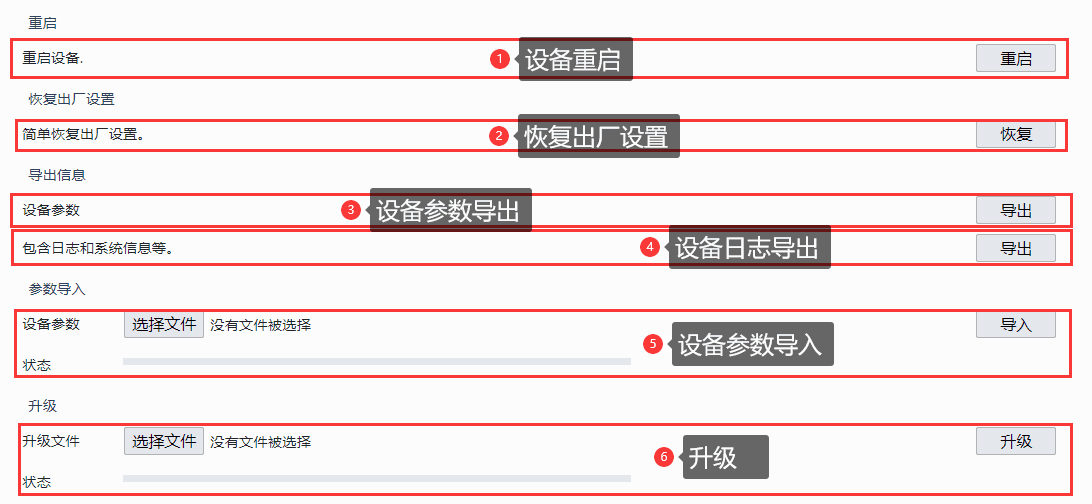 重启
重启设备. 1 设备重启 重启
恢复出厂设置
简单恢复出厂设置。 2 恢复出厂设置 恢复
导出信息
设备参数 3 设备参数导出 导出
包含日志和系统信息等。 4 设备日志导出 导出
参数导入
设备参数 选择文件 没有文件被选择 导入
5 设备参数导入
状态
升级
升级文件 选择文件 没有文件被选择 升级
6 升级
状态